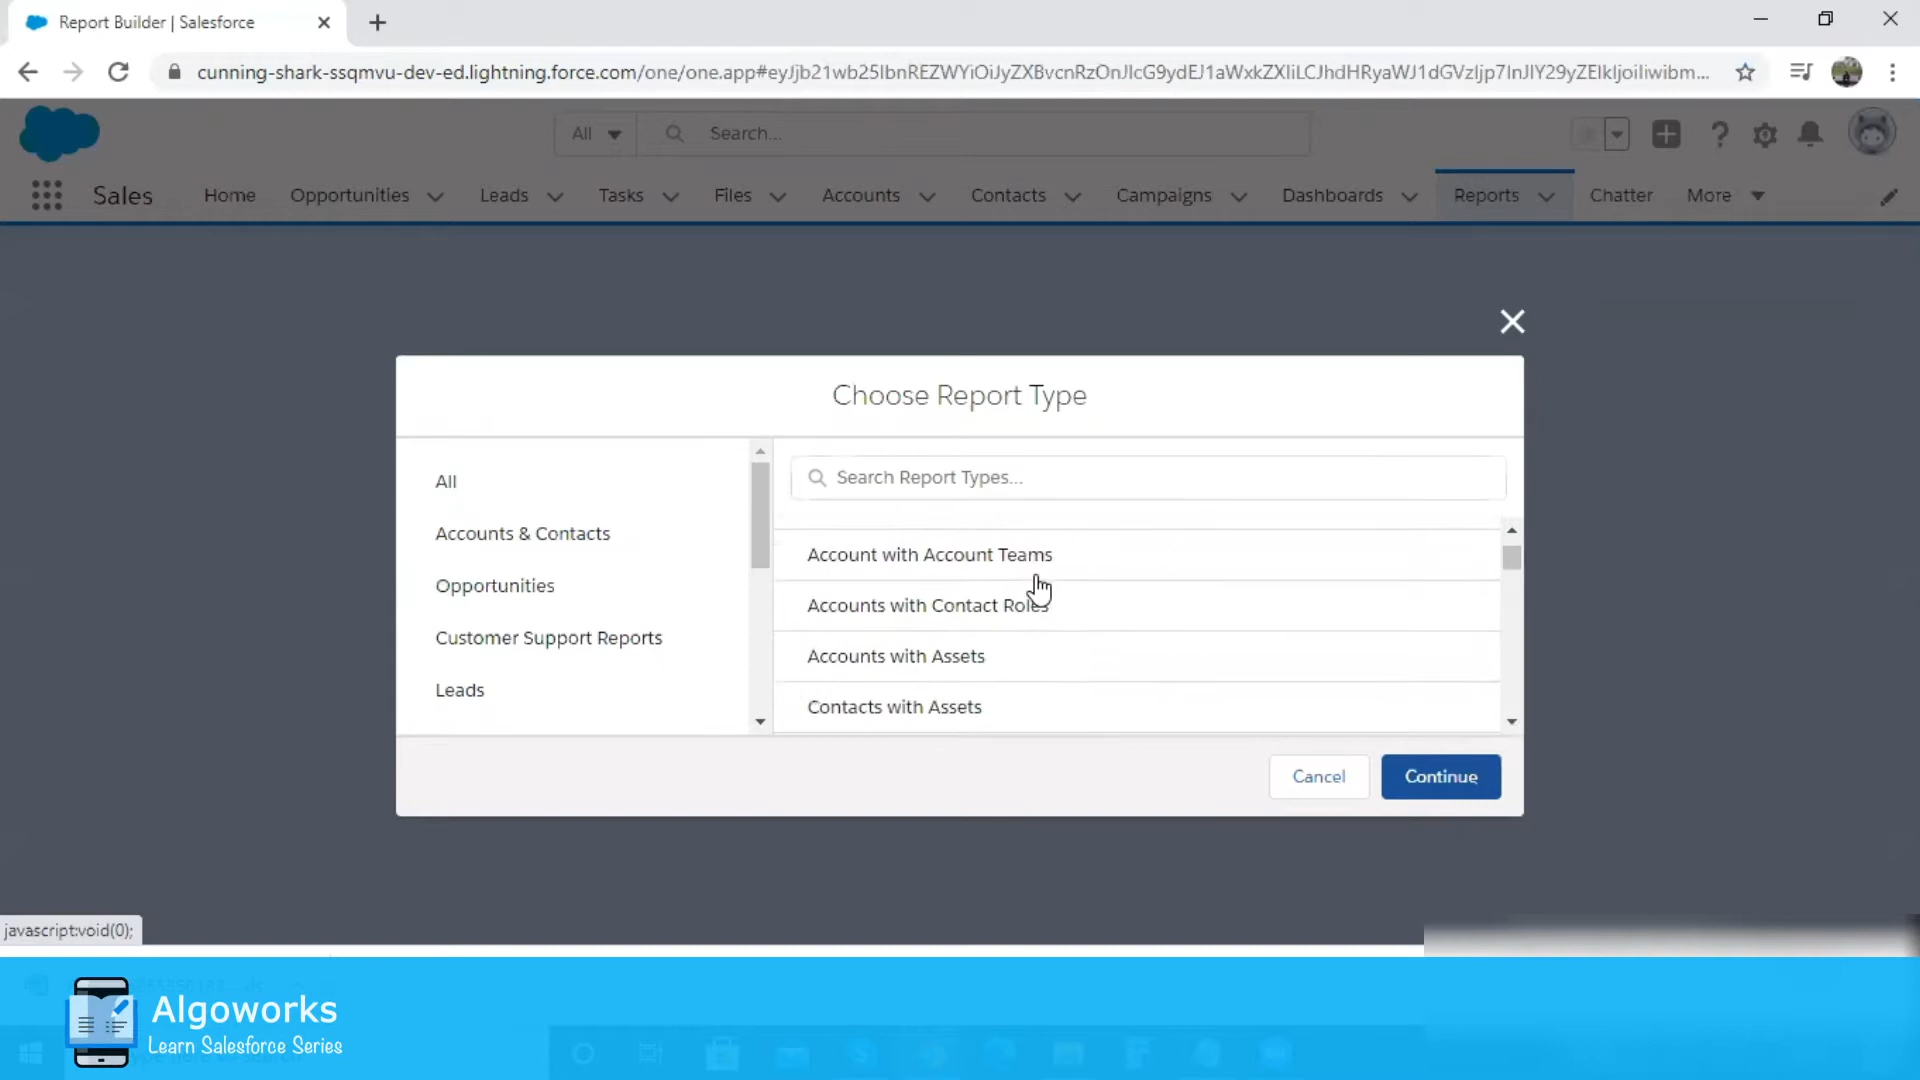 Report Builder | Salesforce
cunning-shark-ssqmvu-dev-ed.lightning.force.com/one/one.app#
All
Search...
Sales
Home
Opportunities
Leads
Tasks
Files
Accounts
Contacts
Campaigns
Dashboards
Reports
Chatter
More
Choose Report Type
All
Accounts & Contacts
Opportunities
Customer Support Reports
Leads
Search Report Types...
Account with Account Teams
Accounts with Contact Roles
Accounts with Assets
Contacts with Assets
Cancel
Continue
javascript:void(0);
Algoworks
Learn Salesforce Series